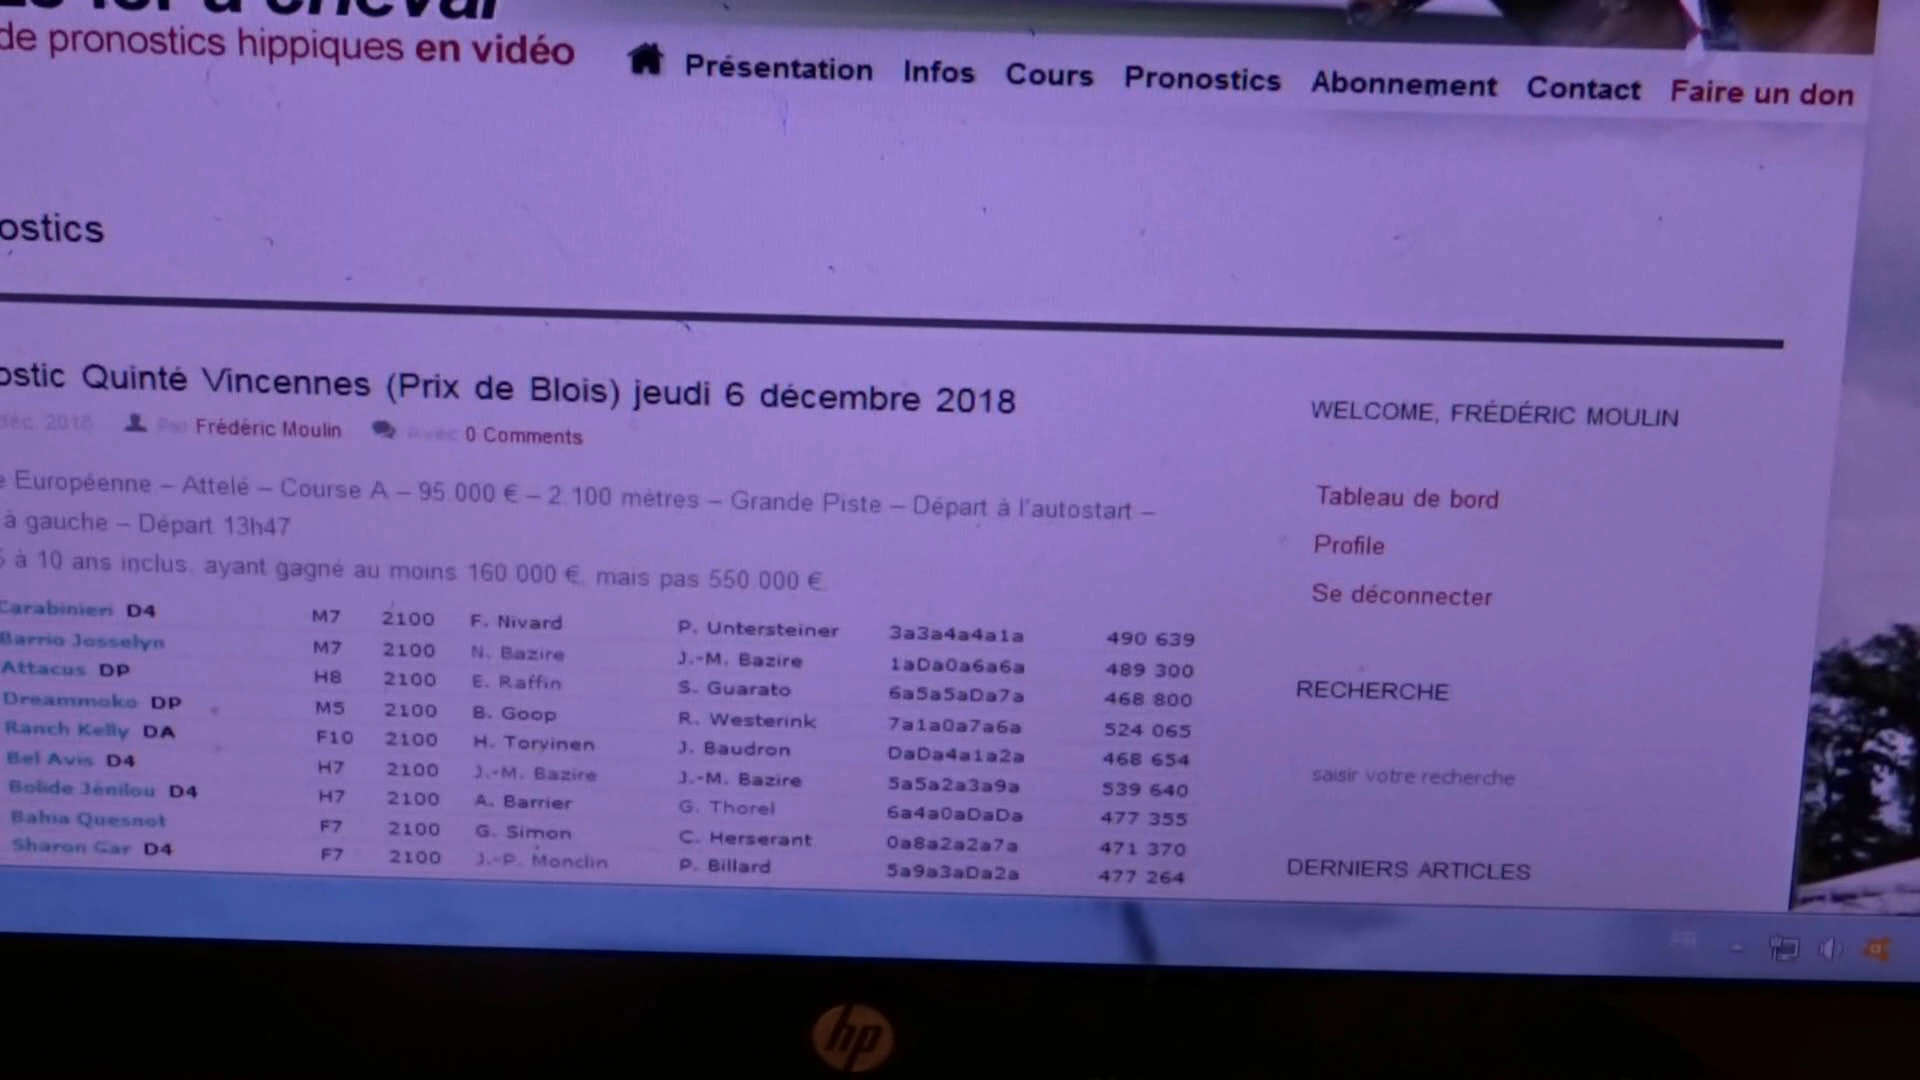 de pronostics hippiques en vidéo
Présentation Infos Cours Pronostics Abonnement Contact Faire un don
ostics
ostic Quinté Vincennes (Prix de Blois) jeudi 6 décembre 2018
déc. 2018 Par Frédéric Moulin Avec 0 Comments
e Européenne – Attelé – Course A – 95 000 € – 2 100 mètres – Grande Piste – Départ à l'autostart –
à gauche – Départ 13h47
à 10 ans inclus, ayant gagné au moins 160 000 €, mais pas 550 000 €
Carabinieri D4 M7 2100 F. Nivard P. Untersteiner 3a3a4a4a1a 490 639
Barrio Josselyn M7 2100 N. Bazire J.-M. Bazire 1aDa0a6a6a 489 300
Attacus DP H8 2100 E. Raffin S. Guarato 6a5a5aDa7a 468 800
Dreammoko DP M5 2100 B. Goop R. Westerink 7a1a0a7a6a 524 065
Ranch Kelly DA F10 2100 H. Torvinen J. Baudron DaDa4a1a2a 468 654
Bel Avis D4 H7 2100 J.-M. Bazire J.-M. Bazire 5a5a2a3a9a 539 640
Bolide Jénilou D4 H7 2100 A. Barrier G. Thorel 6a4a0aDaDa 477 355
Bahia Quesnot F7 2100 G. Simon C. Herserant 0a8a2a2a7a 471 370
Sharon Gar D4 F7 2100 J.-P. Monclin P. Billard 5a9a3aDa2a 477 264
WELCOME, FRÉDÉRIC MOULIN
Tableau de bord
Profile
Se déconnecter
RECHERCHE
saisir votre recherche
DERNIERS ARTICLES
FR
hp